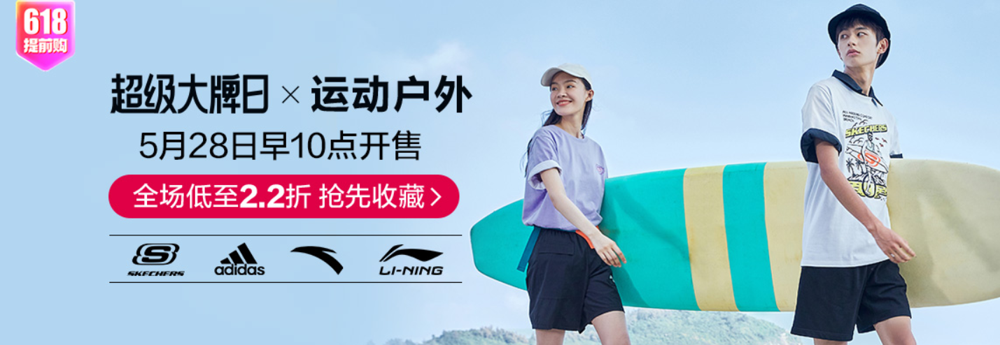 618
提前购
超级大牌日×运动户外
5月28日早10点开售
全场低至2.2折 抢先收藏>
SKECHERS
adidas
LI-NING
SKECHERS